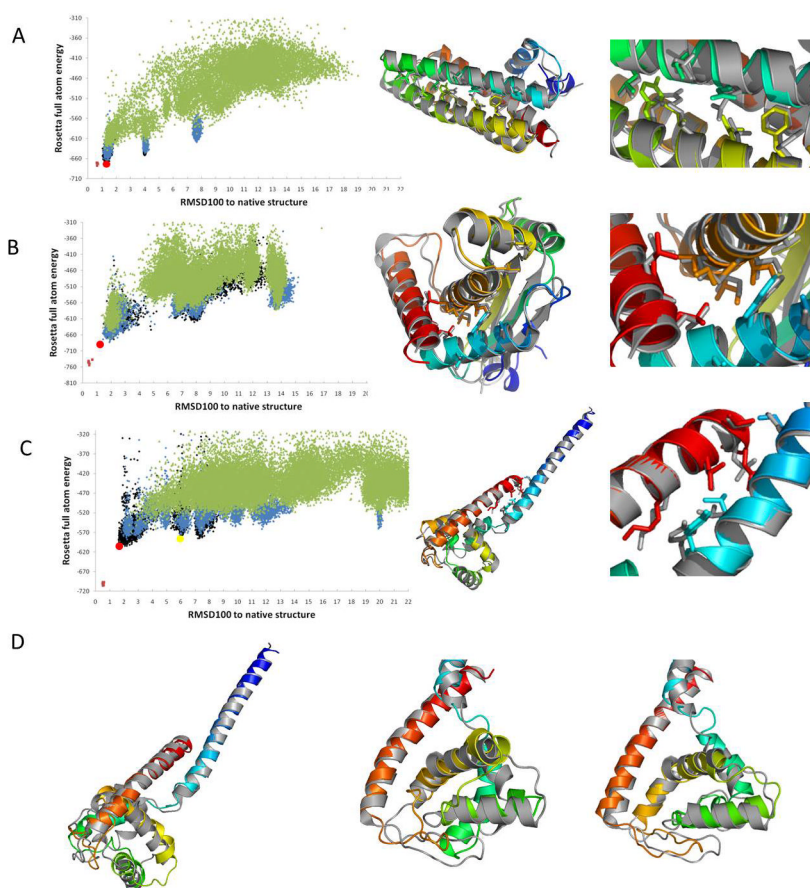 A
Rosetta full atom energy
-310
-360
-410
-460
-510
-560
-610
-660
-710
0 1 2 3 4 5 6 7 8 9 10 11 12 13 14 15 16 17 18 19 20 21 22
RMSD100 to native structure
B
Rosetta full atom energy
-310
-360
-410
-460
-510
-560
-610
-660
-710
-760
-810
0 1 2 3 4 5 6 7 8 9 10 11 12 13 14 15 16 17 18 19 20
RMSD100 to native structure
C
Rosetta full atom energy
-320
-370
-420
-470
-520
-570
-620
-670
-720
0 1 2 3 4 5 6 7 8 9 10 11 12 13 14 15 16 17 18 19 20 21 22
RMSD100 to native structure
D